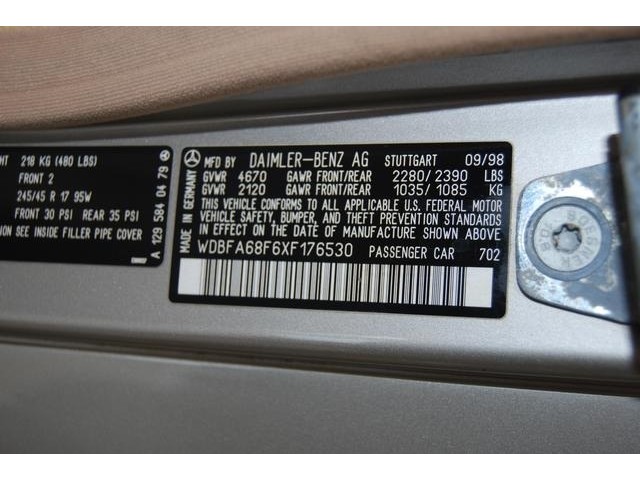 NT 218 KG (480 LBS)
FRONT 2
245/45 R 17 95W
FRONT 30 PSI REAR 35 PSI
SEE INSIDE FILLER PIPE COVER
A 129 584 04 79
MADE IN GERMANY
MFD BY DAIMLER-BENZ AG STUTTGART 09/98
GVWR 4670 GAWR FRONT/REAR 2280/2390 LBS
GVWR 2120 GAWR FRONT/REAR 1035/1085 KG
THIS VEHICLE CONFORMS TO ALL APPLICABLE U.S. FEDERAL MOTOR
VEHICLE SAFETY, BUMPER, AND THEFT PREVENTION STANDARDS
IN EFFECT ON THE DATE OF MANUFACTURE SHOWN ABOVE
WDBFA68F6XF176530 PASSENGER CAR 702